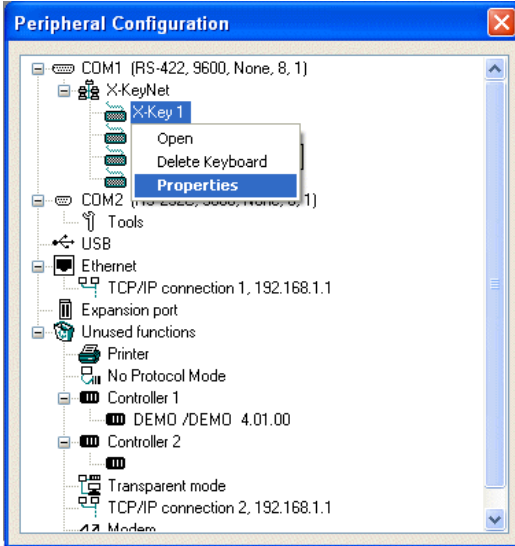 Peripheral Configuration
COM1 (RS-422, 9600, None, 8, 1)
X-KeyNet
X-Key 1
Open
Delete Keyboard
Properties
COM2
1)
Tools
USB
Ethernet
TCP/IP connection 1, 192.168.1.1
Expansion port
Unused functions
Printer
No Protocol Mode
Controller 1
DEMO /DEMO 4.01.00
Controller 2
Transparent mode
TCP/IP connection 2, 192.168.1.1
Modem